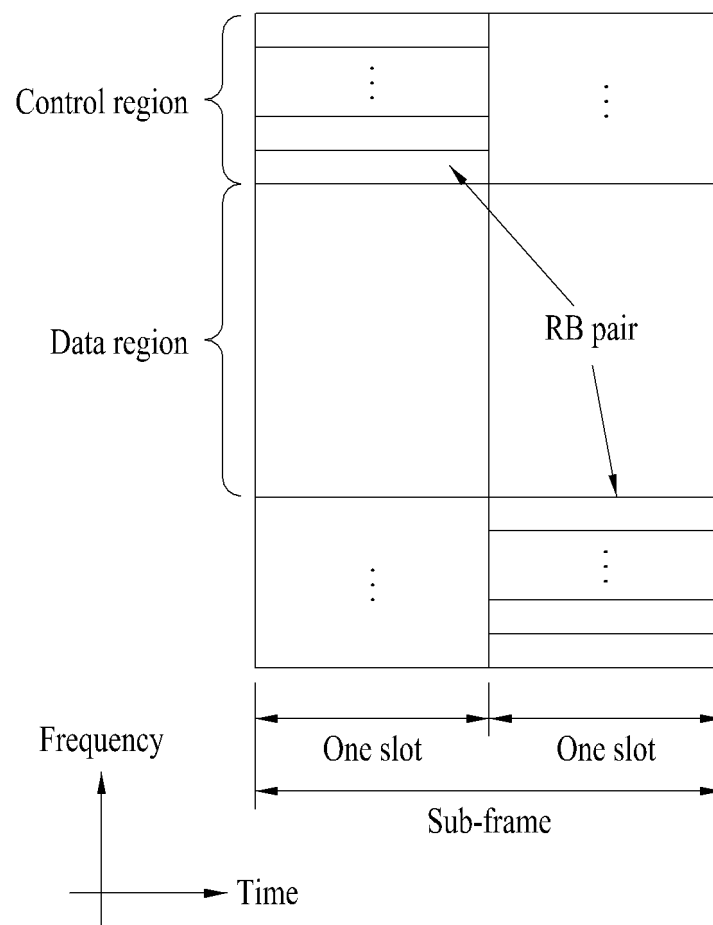 Control region
RB pair
Data region
One slot
One slot
Frequency
Sub-frame
Time